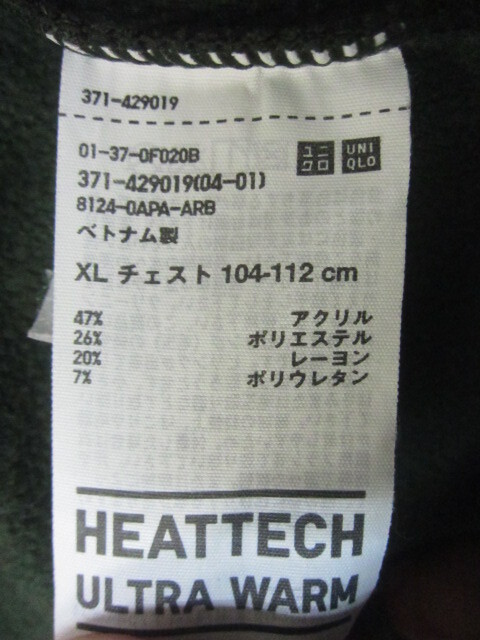 371-429019
01-37-0F020B
ユニクロ UNIQLO
371-429019(04-01)
8124-0APA-ARB
ベトナム製
XL チェスト 104-112 cm
47% アクリル
26% ポリエステル
20% レーヨン
7% ポリウレタン
HEATTECH
ULTRA WARM